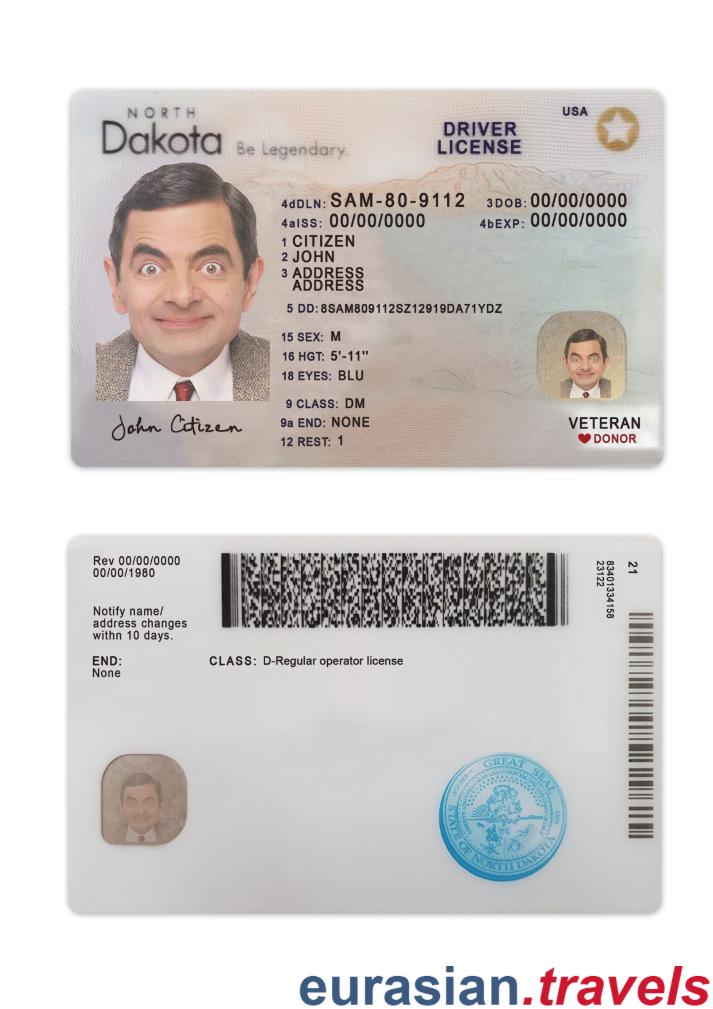 NORTH
Dakota Be Legendary.
DRIVER
LICENSE
USA
4dDLN: SAM-80-9112 3DOB: 00/00/0000
4aISS: 00/00/0000 4bEXP: 00/00/0000
1 CITIZEN
2 JOHN
3 ADDRESS
ADDRESS
5 DD: 8SAM809112SZ12919DA71YDZ
15 SEX: M
16 HGT: 5'-11"
18 EYES: BLU
9 CLASS: DM
9a END: NONE
12 REST: 1
John Citizen
VETERAN
DONOR
Rev 00/00/0000
00/00/1980
Notify name/
address changes
withn 10 days.
END:
None
CLASS: D-Regular operator license
83401334158
23122
21
GREAT SEAL
STATE OF NORTH DAKOTA
eurasian.travels